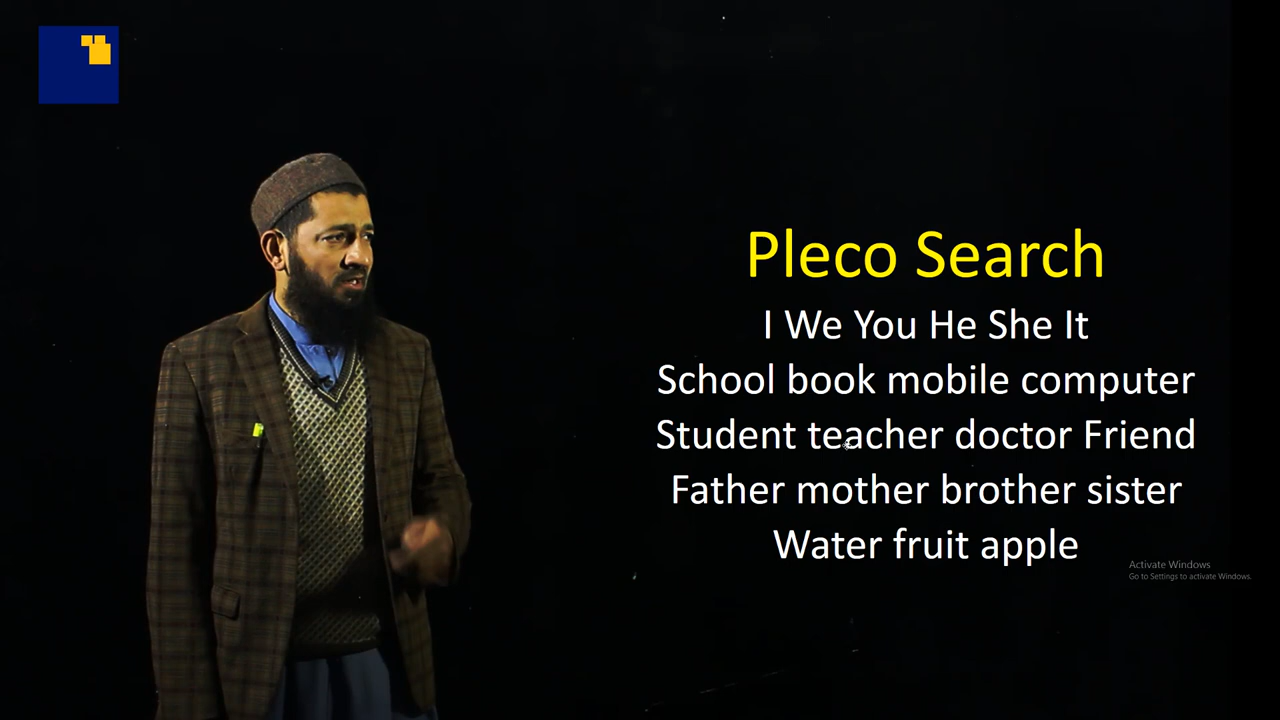 Pleco Search
I We You He She It
School book mobile computer
Student teacher doctor Friend
Father mother brother sister
Water fruit apple
Activate Windows
Go to Settings to activate Windows.